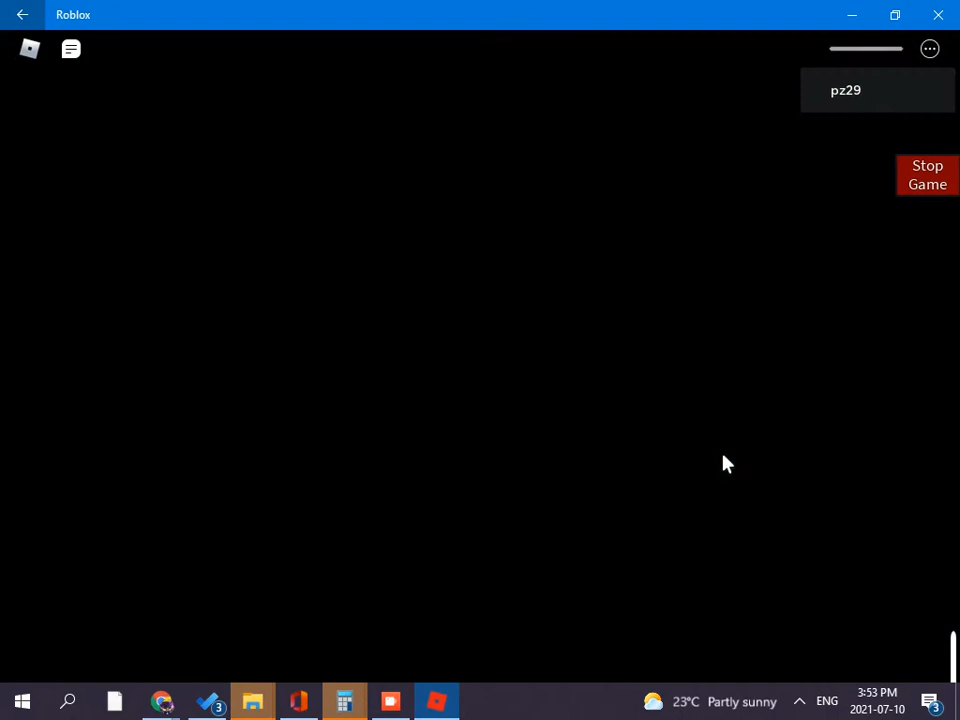 Roblox
pz29
Stop
Game
3
23°C Partly sunny
ENG
3:53 PM
2021-07-10
3